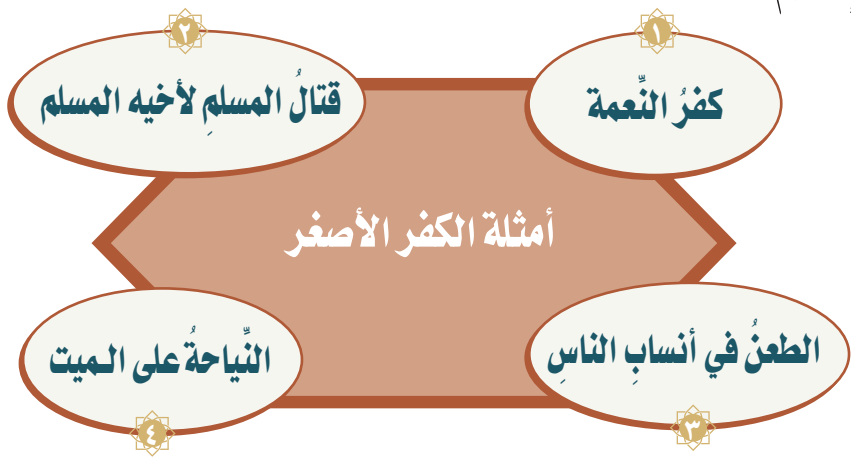 ١
كفرُ النِّعمة
٢
قتالُ المسلمِ لأخيه المسلم
أمثلة الكفر الأصغر
٣
الطعنُ في أنسابِ الناسِ
٤
النِّياحةُ على الميت